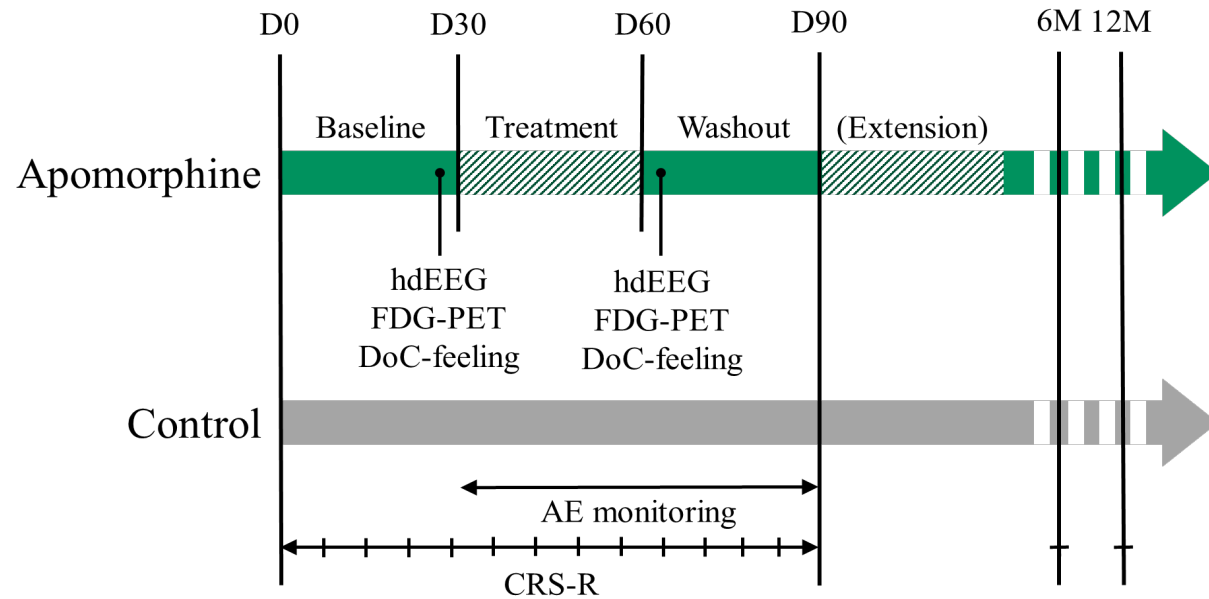 D0 D30 D60 D90 6M 12M
Baseline Treatment Washout (Extension)
Apomorphine
hdEEG
FDG-PET
DoC-feeling
hdEEG
FDG-PET
DoC-feeling
Control
AE monitoring
CRS-R